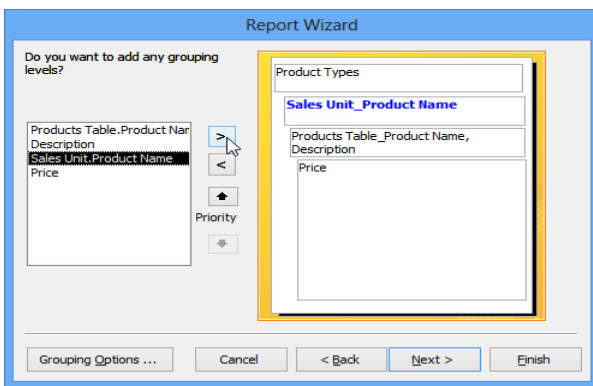 Report Wizard
Do you want to add any grouping
levels?
Products Table.Product Nar
Description
Sales Unit.Product Name
Price
>
<
Priority
Product Types
Sales Unit_Product Name
Products Table_Product Name,
Description
Price
Grouping Options ...
Cancel
< Back
Next >
Finish